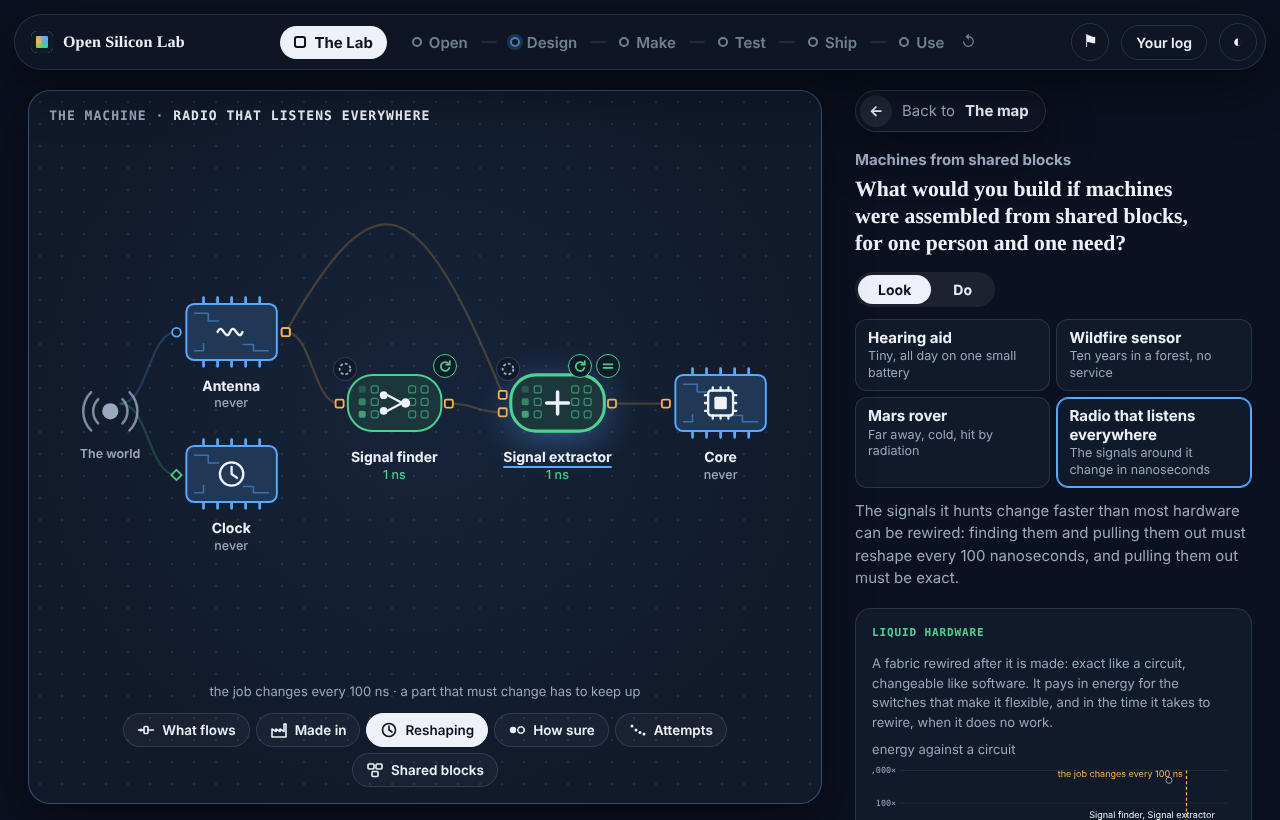 Open Silicon Lab
The Lab
Open
Design
Make
Test
Ship
Use
Your log
THE MACHINE · RADIO THAT LISTENS EVERYWHERE
Antenna
never
The world
Clock
never
Signal finder
1 ns
Signal extractor
1 ns
Core
never
the job changes every 100 ns · a part that must change has to keep up
What flows
Made in
Reshaping
How sure
Attempts
Shared blocks
Back to The map
Machines from shared blocks
What would you build if machines
were assembled from shared blocks,
for one person and one need?
Look
Do
Hearing aid
Tiny, all day on one small
battery
Wildfire sensor
Ten years in a forest, no
service
Mars rover
Far away, cold, hit by
radiation
Radio that listens
everywhere
The signals around it
change in nanoseconds
The signals it hunts change faster than most hardware
can be rewired: finding them and pulling them out must
reshape every 100 nanoseconds, and pulling them out
must be exact.
LIQUID HARDWARE
A fabric rewired after it is made: exact like a circuit,
changeable like software. It pays in energy for the
switches that make it flexible, and in the time it takes to
rewire, when it does no work.
energy against a circuit
,000×
the job changes every 100 ns
100×
Signal finder, Signal extractor